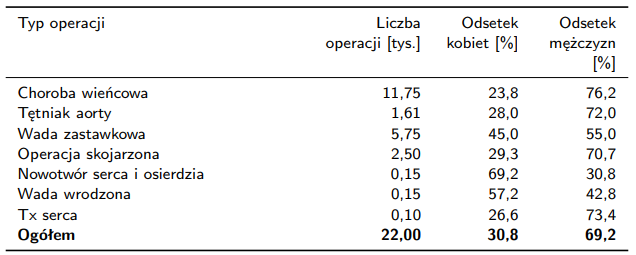 Typ operacji Liczba Odsetek Odsetek
operacji [tys.] kobiet [%] mężczyzn
[%]
Choroba wieńcowa 11,75 23,8 76,2
Tętniak aorty 1,61 28,0 72,0
Wada zastawkowa 5,75 45,0 55,0
Operacja skojarzona 2,50 29,3 70,7
Nowotwór serca i osierdzia 0,15 69,2 30,8
Wada wrodzona 0,15 57,2 42,8
Tx serca 0,10 26,6 73,4
Ogółem 22,00 30,8 69,2